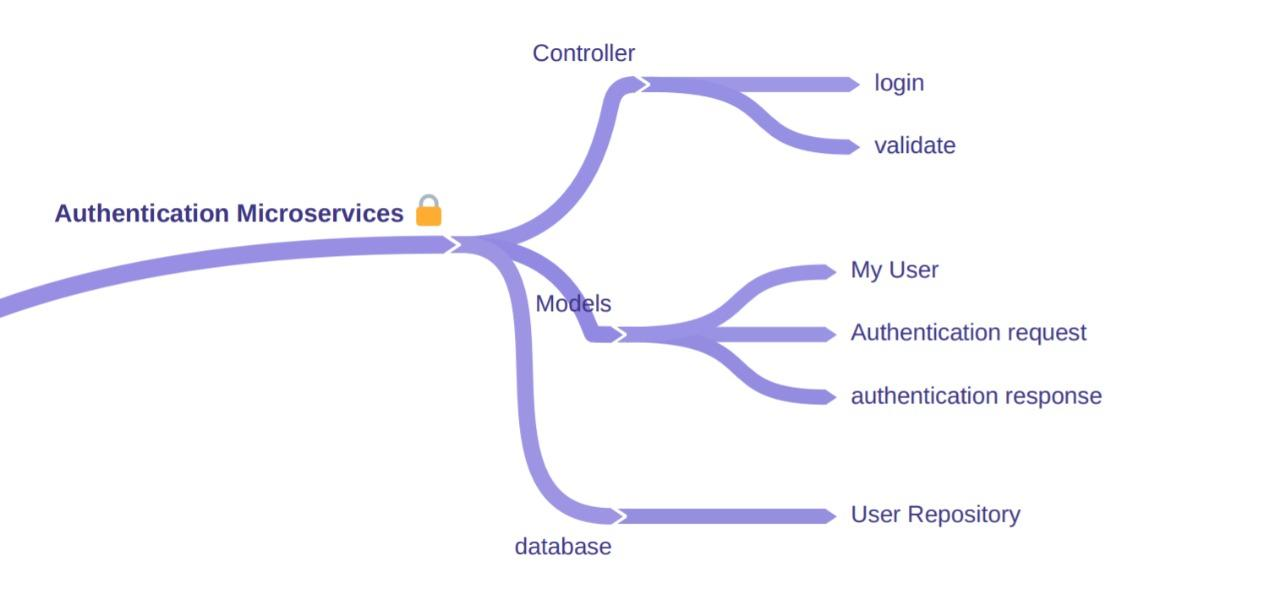 Authentication Microservices
Controller
login
validate
Models
My User
Authentication request
authentication response
database
User Repository